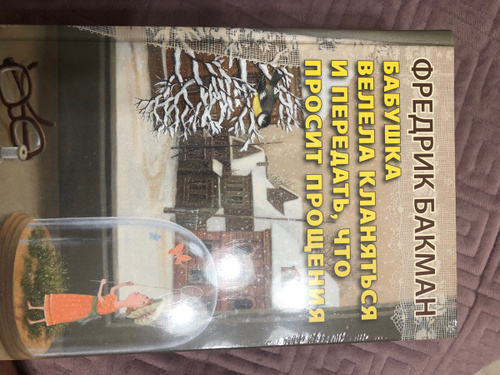 ФРЕДРИК БАКМАН
БАБУШКА
ВЕЛЕЛА КЛАНЯТЬСЯ
И ПЕРЕДАТЬ, ЧТО
ПРОСИТ ПРОЩЕНИЯ